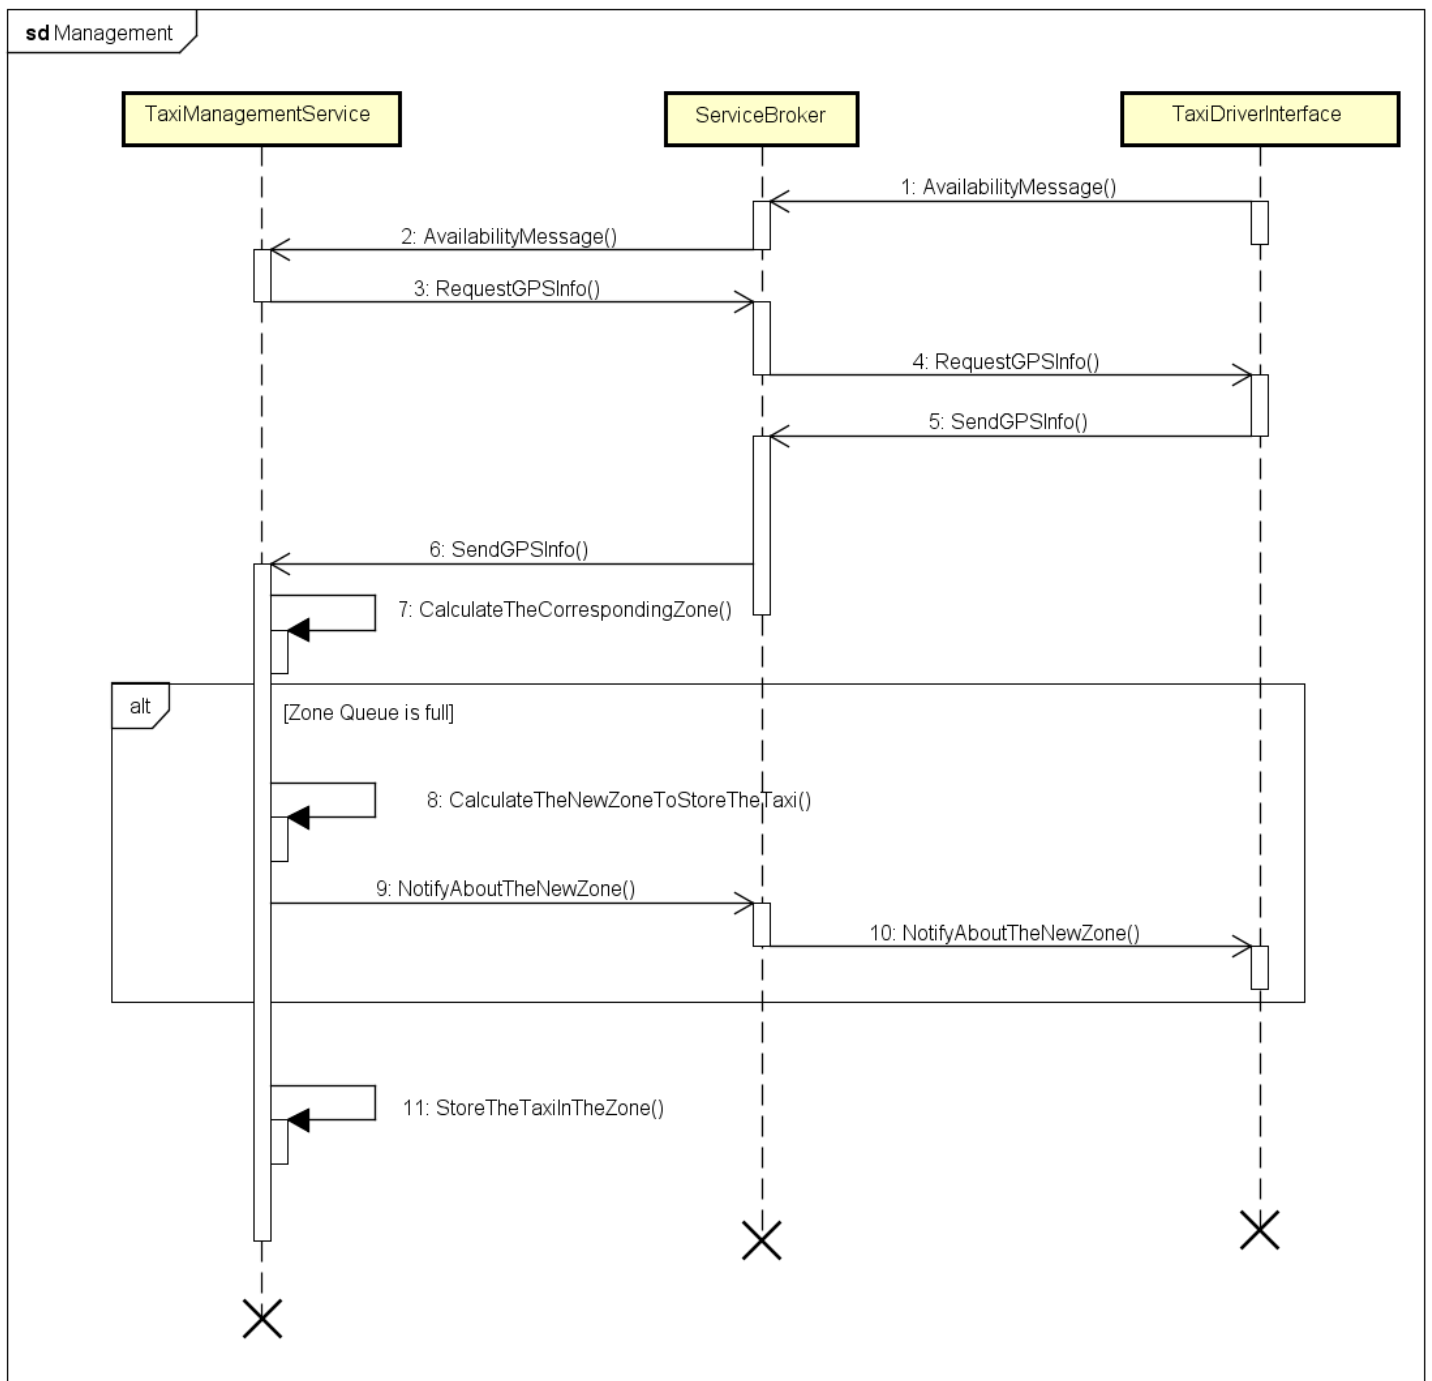 sd Management
TaxiManagementService
ServiceBroker
TaxiDriverInterface
1: AvailabilityMessage()
2: AvailabilityMessage()
3: RequestGPSInfo()
4: RequestGPSInfo()
5: SendGPSInfo()
6: SendGPSInfo()
7: CalculateTheCorrespondingZone()
alt
[Zone Queue is full]
8: CalculateTheNewZoneToStoreTheTaxi()
9: NotifyAboutTheNewZone()
10: NotifyAboutTheNewZone()
11: StoreTheTaxiInTheZone()